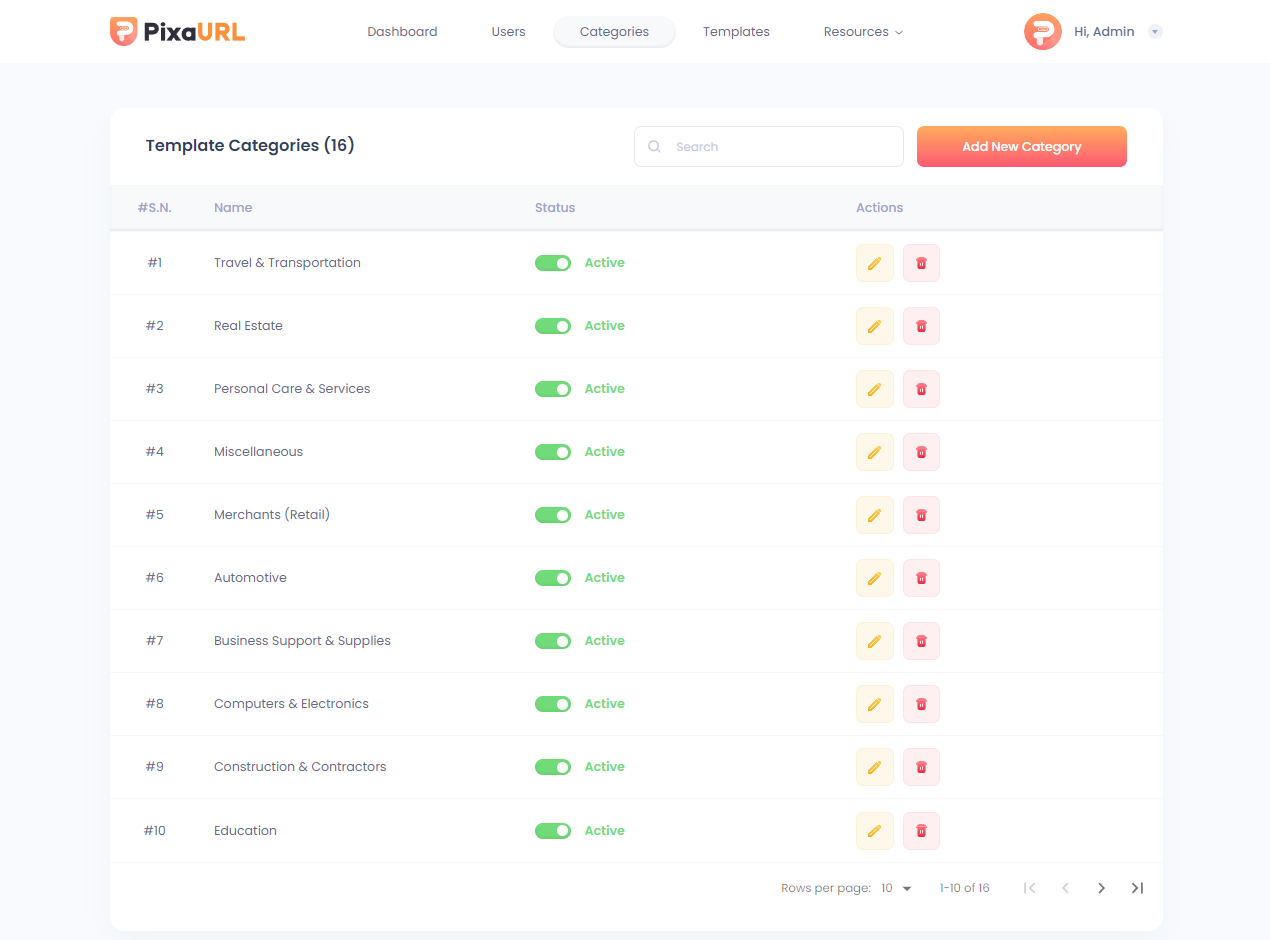 PixaURL
Dashboard Users Categories Templates Resources Hi, Admin
Template Categories (16) Search Add New Category
#S.N. Name Status Actions
#1 Travel & Transportation Active
#2 Real Estate Active
#3 Personal Care & Services Active
#4 Miscellaneous Active
#5 Merchants (Retail) Active
#6 Automotive Active
#7 Business Support & Supplies Active
#8 Computers & Electronics Active
#9 Construction & Contractors Active
#10 Education Active
Rows per page: 10 1-10 of 16